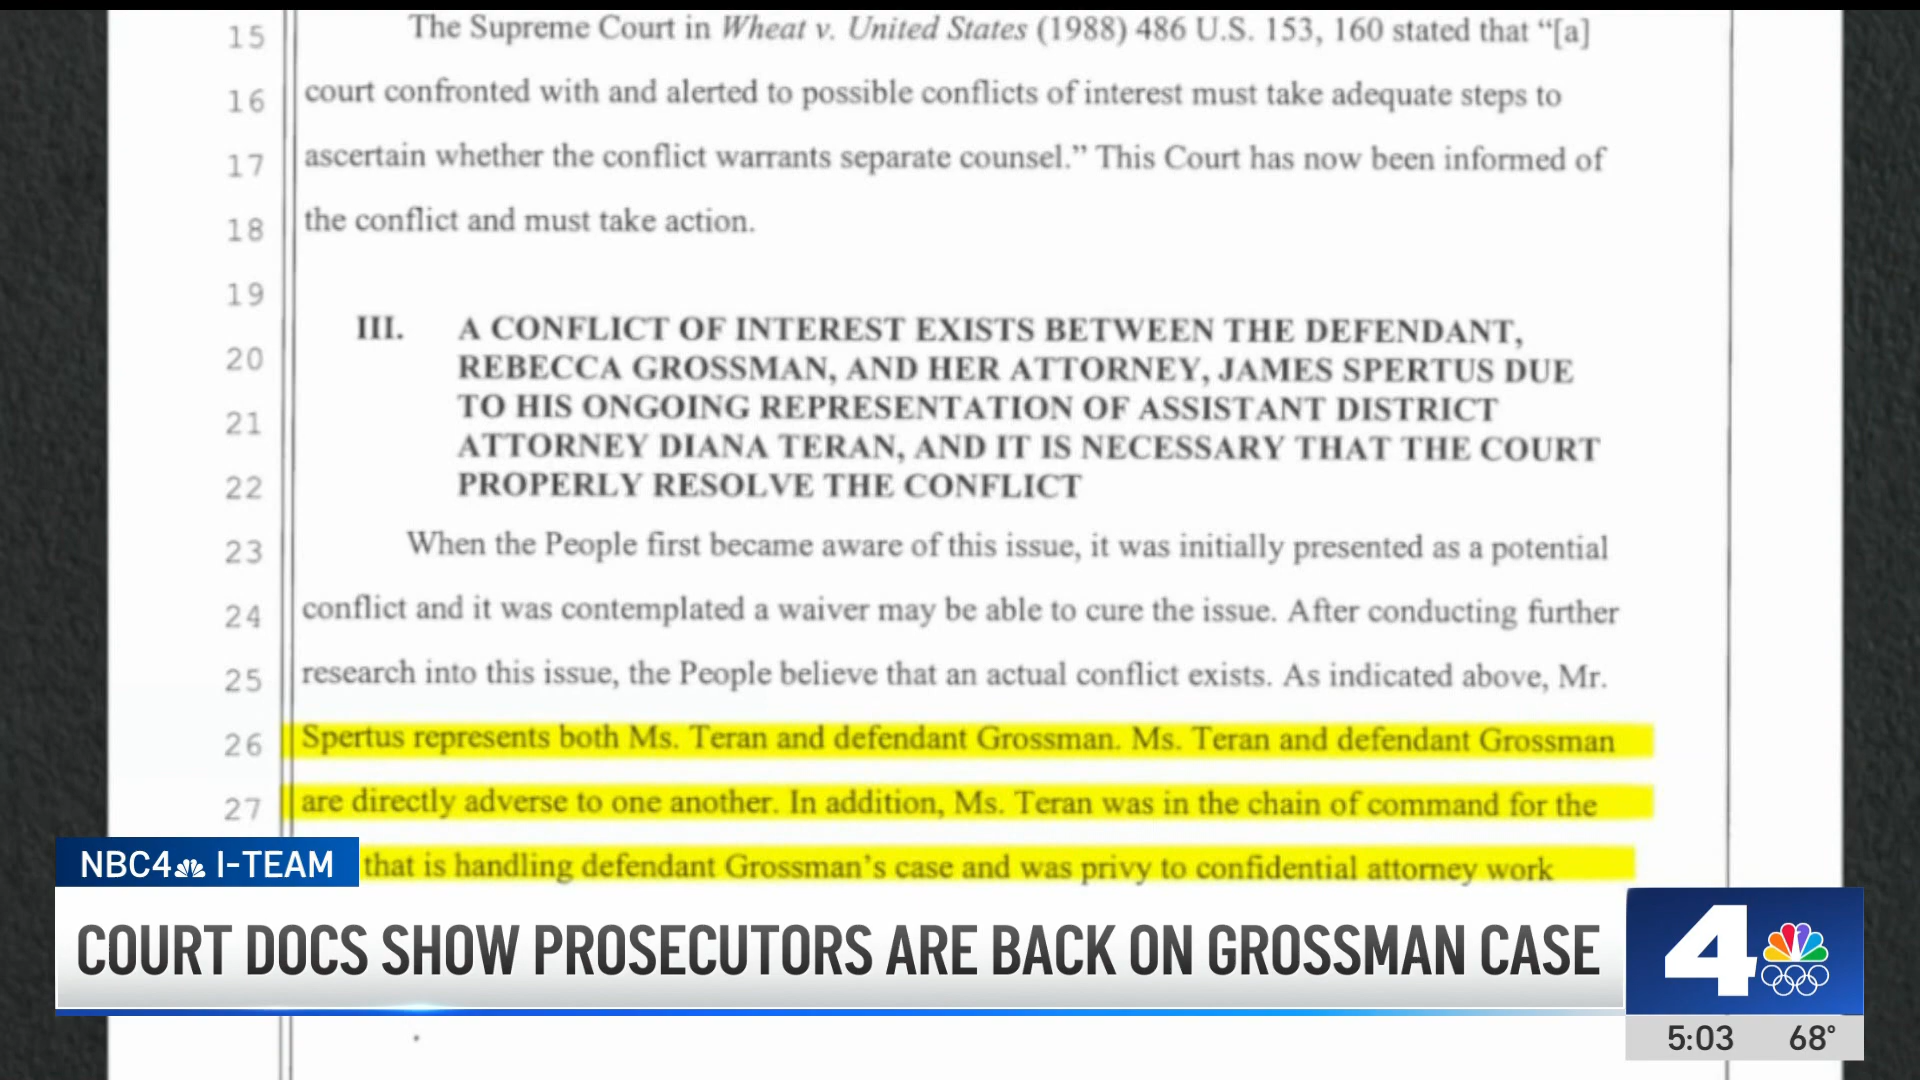 15 The Supreme Court in Wheat v. United States (1988) 486 U.S. 153, 160 stated that “[a]
16 court confronted with and alerted to possible conflicts of interest must take adequate steps to
17 ascertain whether the conflict warrants separate counsel.” This Court has now been informed of
18 the conflict and must take action.
19
III. A CONFLICT OF INTEREST EXISTS BETWEEN THE DEFENDANT,
20 REBECCA GROSSMAN, AND HER ATTORNEY, JAMES SPERTUS DUE
21 TO HIS ONGOING REPRESENTATION OF ASSISTANT DISTRICT
ATTORNEY DIANA TERAN, AND IT IS NECESSARY THAT THE COURT
22 PROPERLY RESOLVE THE CONFLICT
23 When the People first became aware of this issue, it was initially presented as a potential
24 conflict and it was contemplated a waiver may be able to cure the issue. After conducting further
25 research into this issue, the People believe that an actual conflict exists. As indicated above, Mr.
26 Spertus represents both Ms. Teran and defendant Grossman. Ms. Teran and defendant Grossman
27 are directly adverse to one another. In addition, Ms. Teran was in the chain of command for the
that is handling defendant Grossman’s case and was privy to confidential attorney work
NBC4 I-TEAM
COURT DOCS SHOW PROSECUTORS ARE BACK ON GROSSMAN CASE
4
5:03 68°